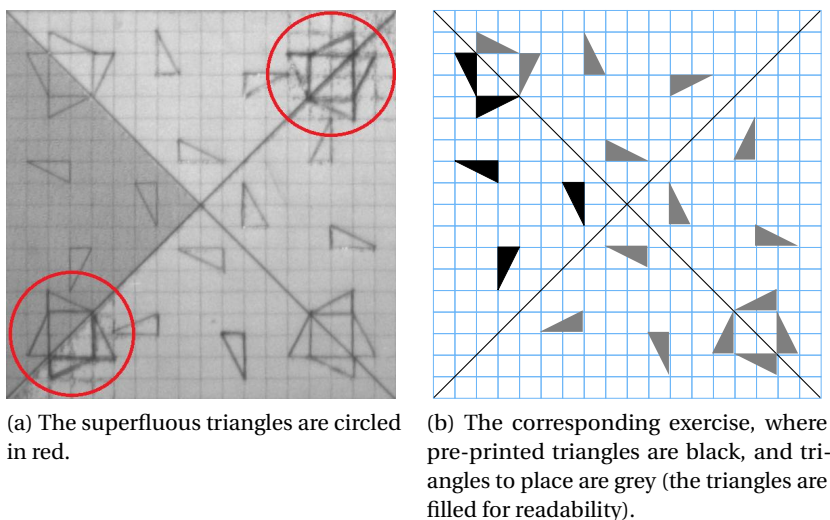 (a) The superfluous triangles are circled
in red.
(b) The corresponding exercise, where
pre-printed triangles are black, and tri-
angles to place are grey (the triangles are
filled for readability).